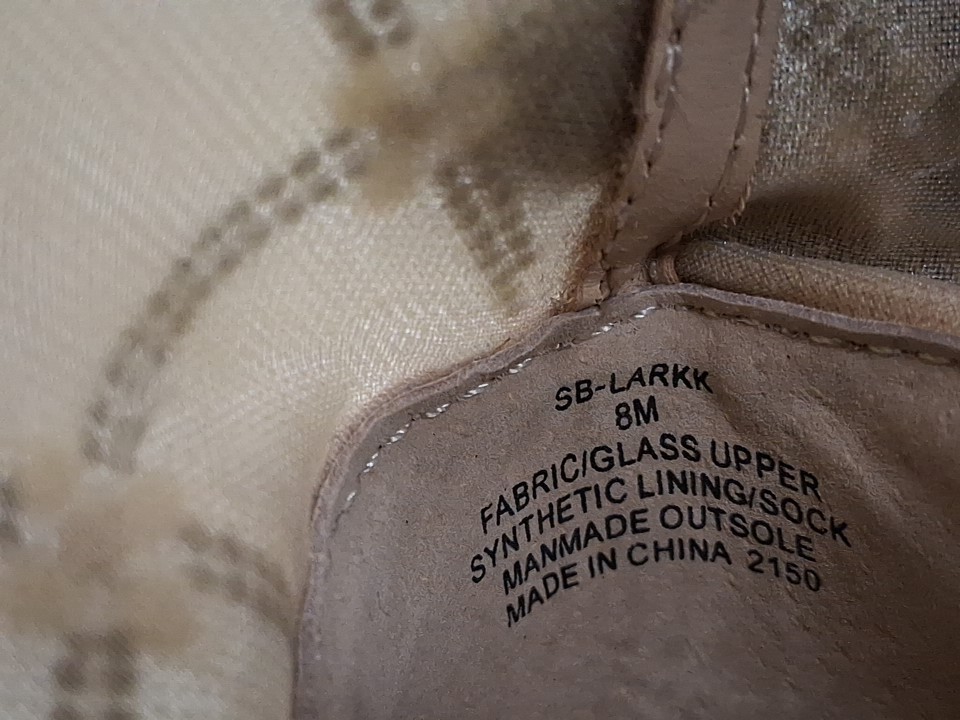 SB-LARKK
8M
FABRIC/GLASS UPPER
SYNTHETIC LINING/SOCK
MANMADE OUTSOLE
MADE IN CHINA 2150